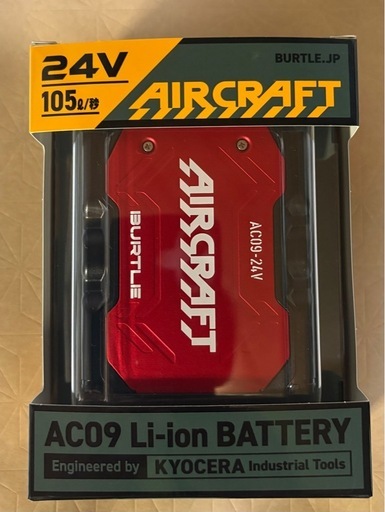 24V
BURTLE.JP
105ℓ/秒
AIRCRAFT
AIRCRAFT
BURTLE
AC09-24V
AC09 Li-ion BATTERY
Engineered by KYOCERA Industrial Tools